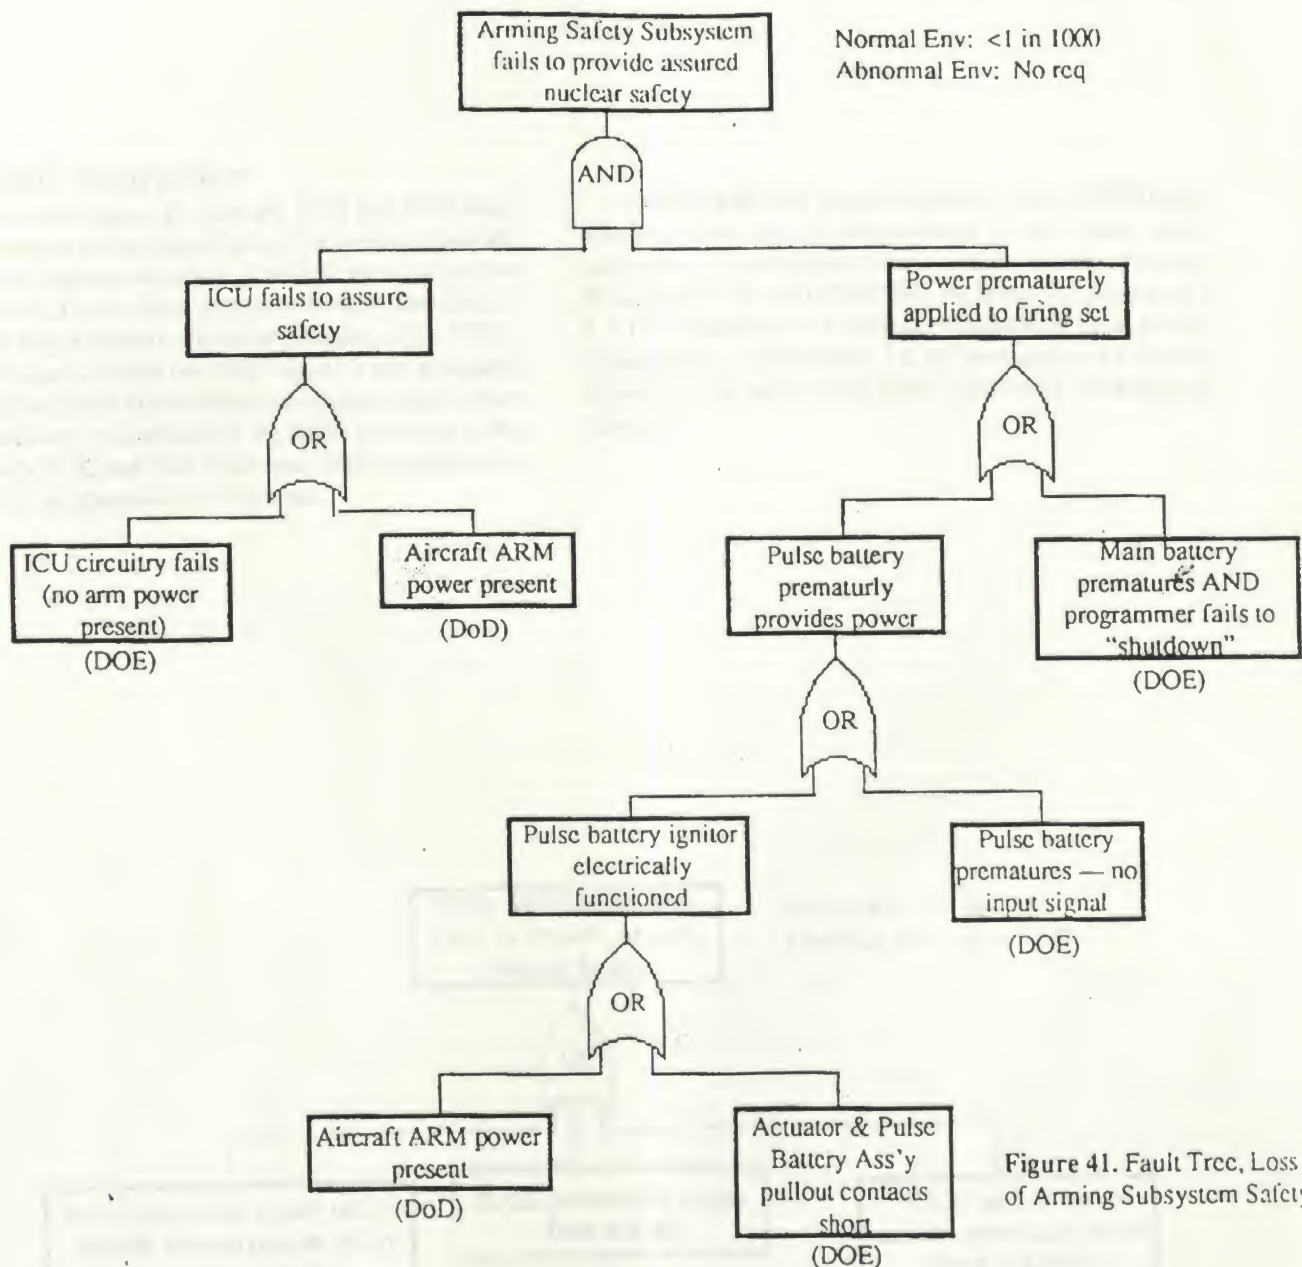 Arming Safety Subsystem
fails to provide assured
nuclear safety
Normal Env: <1 in 1000
Abnormal Env: No req
AND
ICU fails to assure
safety
Power prematurely
applied to firing set
OR
OR
ICU circuitry fails
(no arm power
present)
(DOE)
Aircraft ARM
power present
(DoD)
Pulse battery
prematurly
provides power
Main battery
prematures AND
programmer fails to
“shutdown”
(DOE)
OR
Pulse battery ignitor
electrically
functioned
Pulse battery
prematures — no
input signal
(DOE)
OR
Aircraft ARM power
present
(DoD)
Actuator & Pulse
Battery Ass'y
pullout contacts
short
(DOE)
Figure 41. Fault Tree, Loss
of Arming Subsystem Safety